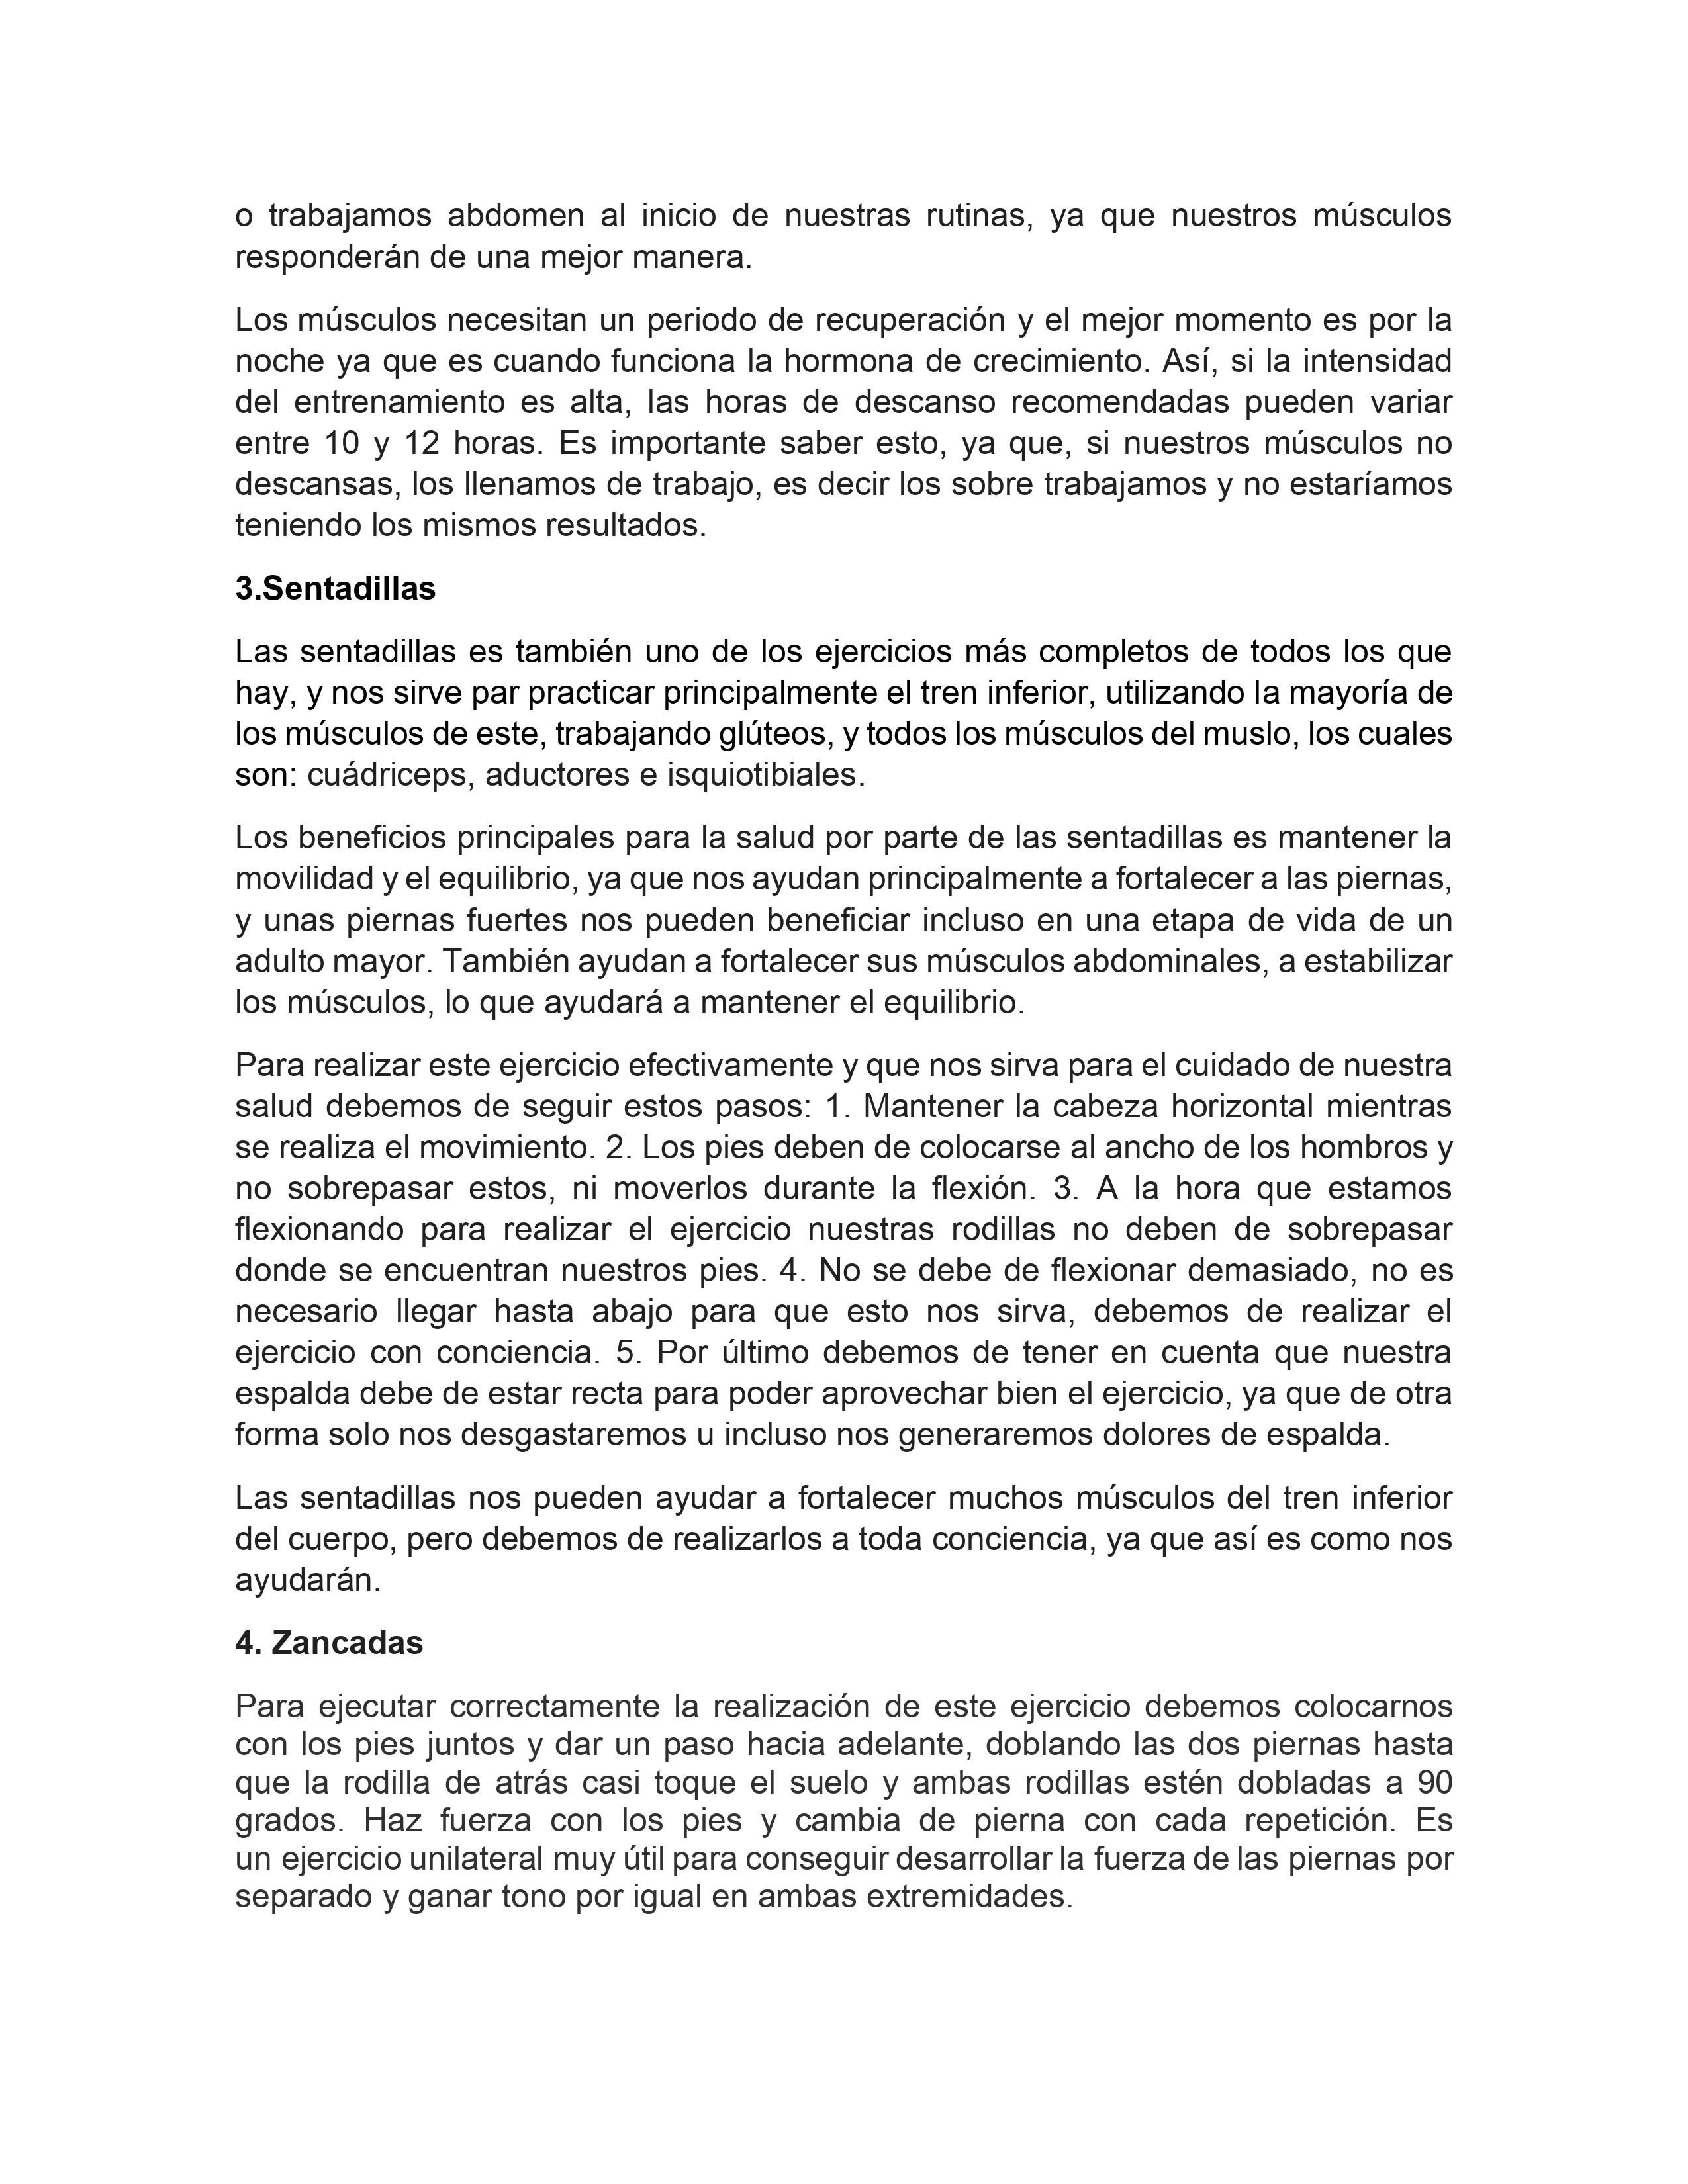 o trabajamos abdomen al inicio de nuestras rutinas, ya que nuestros músculos
responderán de una mejor manera.
Los músculos necesitan un periodo de recuperación y el mejor momento es por la
noche ya que es cuando funciona la hormona de crecimiento. Así, si la intensidad
del entrenamiento es alta, las horas de descanso recomendadas pueden variar
entre 10 y 12 horas. Es importante saber esto, ya que, si nuestros músculos no
descansas, los llenamos de trabajo, es decir los sobre trabajamos y no estaríamos
teniendo los mismos resultados.
3.Sentadillas
Las sentadillas es también uno de los ejercicios más completos de todos los que
hay, y nos sirve par practicar principalmente el tren inferior, utilizando la mayoría de
los músculos de este, trabajando glúteos, y todos los músculos del muslo, los cuales
son: cuádriceps, aductores e isquiotibiales.
Los beneficios principales para la salud por parte de las sentadillas es mantener la
movilidad y el equilibrio, ya que nos ayudan principalmente a fortalecer a las piernas,
y unas piernas fuertes nos pueden beneficiar incluso en una etapa de vida de un
adulto mayor. También ayudan a fortalecer sus músculos abdominales, a estabilizar
los músculos, lo que ayudará a mantener el equilibrio.
Para realizar este ejercicio efectivamente y que nos sirva para el cuidado de nuestra
salud debemos de seguir estos pasos: 1. Mantener la cabeza horizontal mientras
se realiza el movimiento. 2. Los pies deben de colocarse al ancho de los hombros y
no sobrepasar estos, ni moverlos durante la flexión. 3. A la hora que estamos
flexionando para realizar el ejercicio nuestras rodillas no deben de sobrepasar
donde se encuentran nuestros pies. 4. No se debe de flexionar demasiado, no es
necesario llegar hasta abajo para que esto nos sirva, debemos de realizar el
ejercicio con conciencia. 5. Por último debemos de tener en cuenta que nuestra
espalda debe de estar recta para poder aprovechar bien el ejercicio, ya que de otra
forma solo nos desgastaremos u incluso nos generaremos dolores de espalda.
Las sentadillas nos pueden ayudar a fortalecer muchos músculos del tren inferior
del cuerpo, pero debemos de realizarlos a toda conciencia, ya que así es como nos
ayudarán.
4. Zancadas
Para ejecutar correctamente la realización de este ejercicio debemos colocarnos
con los pies juntos y dar un paso hacia adelante, doblando las dos piernas hasta
que la rodilla de atrás casi toque el suelo y ambas rodillas estén dobladas a 90
grados. Haz fuerza con los pies y cambia de pierna con cada repetición. Es
un ejercicio unilateral muy útil para conseguir desarrollar la fuerza de las piernas por
separado y ganar tono por igual en ambas extremidades.